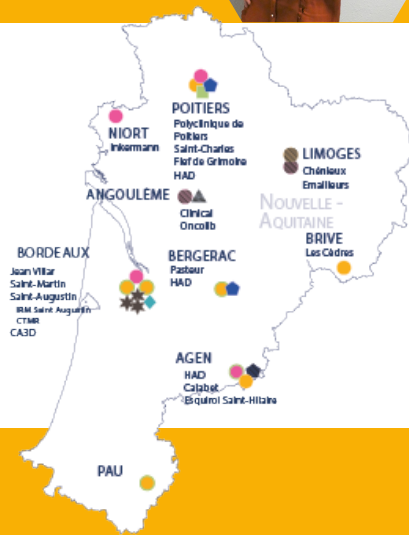 POITIERS
Polyclinique de
Poitiers
Saint-Charles
Fief de Grimoire
HAD
NIORT
Inkermann
LIMOGES
Chénieux
Emailleurs
ANGOULÊME
Clinical
Oncolib
NOUVELLE -
AQUITAINE
BRIVE
Les Cèdres
BORDEAUX
Jean Villar
Saint-Martin
Saint-Augustin
IRM Saint Augustin
CTMR
CA3D
BERGERAC
Pasteur
HAD
AGEN
HAD
Calabet
Esquirol Saint-Hilaire
PAU